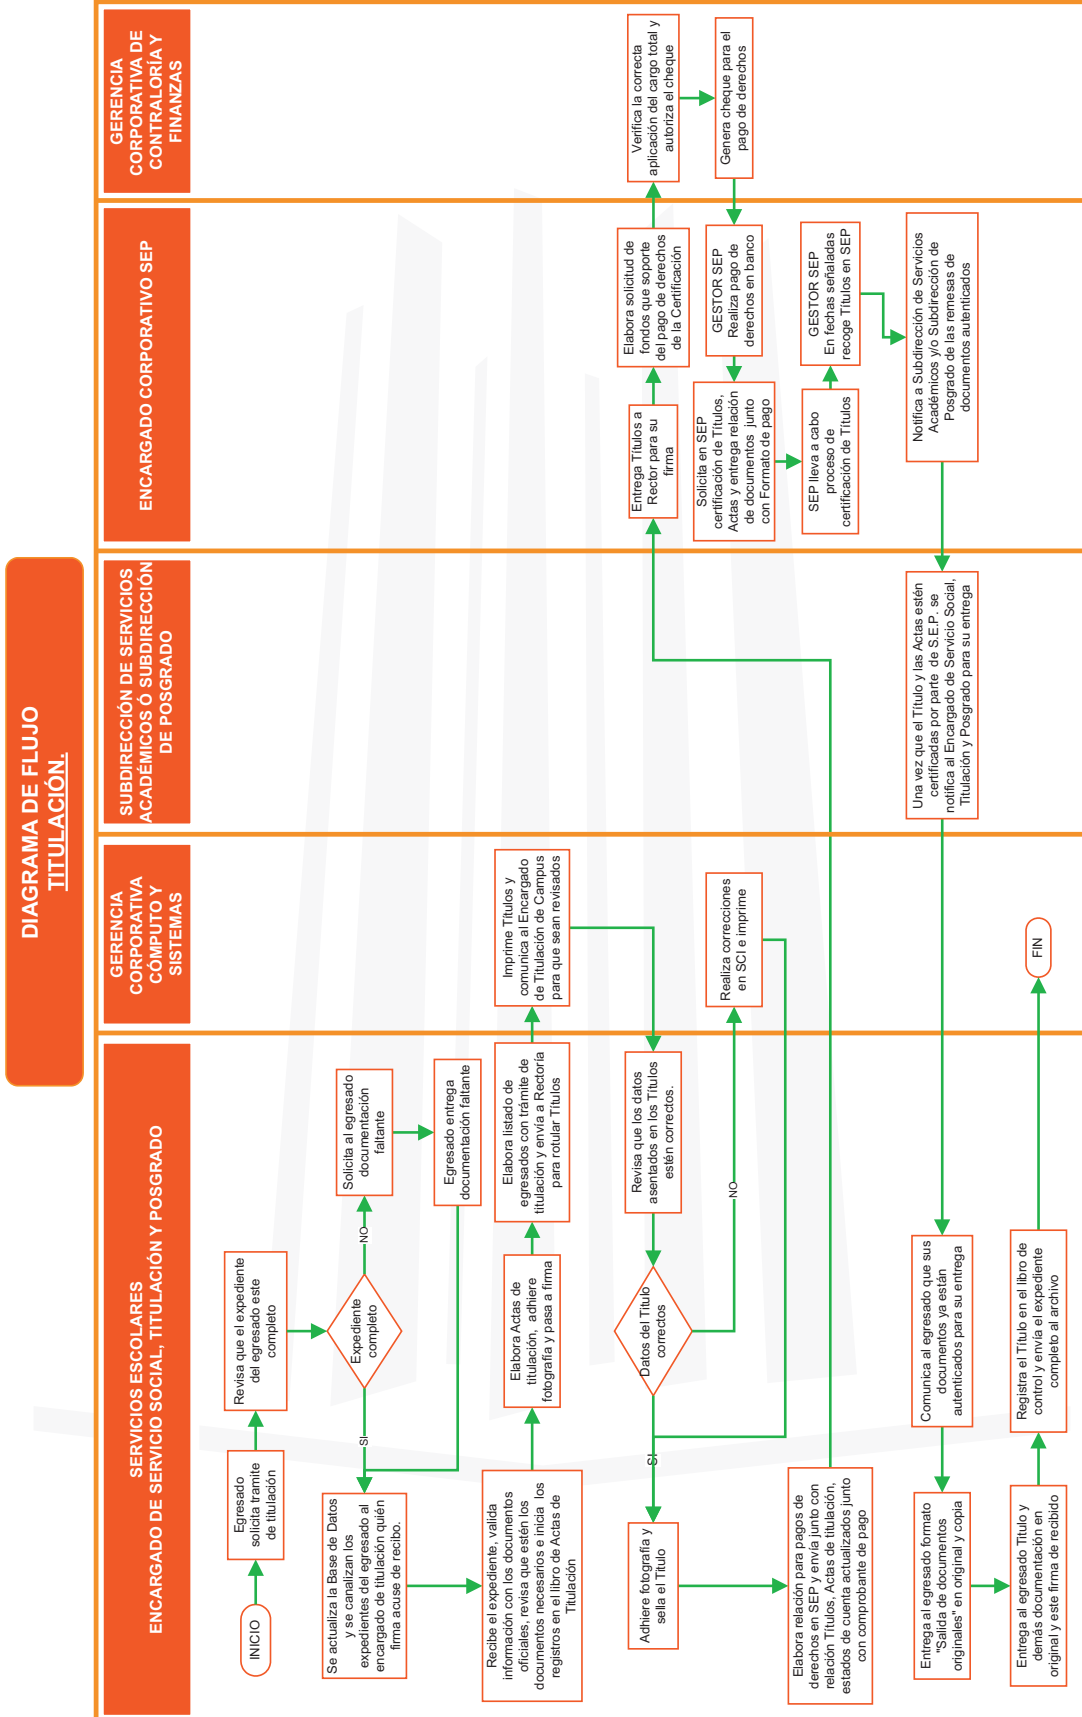 DIAGRAMA DE FLUJO
TITULACIÓN.
SERVICIOS ESCOLARES
ENCARGADO DE SERVICIO SOCIAL, TITULACIÓN Y POSGRADO
GERENCIA
CORPORATIVA
CÓMPUTO Y
SISTEMAS
SUBDIRECCIÓN DE SERVICIOS
ACADÉMICOS Ó SUBDIRECCIÓN
DE POSGRADO
ENCARGADO CORPORATIVO SEP
GERENCIA
CORPORATIVA DE
CONTRALORÍA Y
FINANZAS
INICIO
Egresado
solicita tramite
de titulación
Revisa que el expediente
del egresado este
completo
Expediente
completo
NO
Solicita al egresado
documentación
faltante
Egresado entrega
documentación faltante
SI
Se actualiza la Base de Datos
y se canalizan los
expedientes del egresado al
encargado de titulación quién
firma acuse de recibo.
Recibe el expediente, valida
información con los documentos
oficiales, revisa que estén los
documentos necesarios e inicia los
registros en el libro de Actas de
Titulación
Elabora Actas de
titulación, adhiere
fotografía y pasa a firma
Elabora listado de
egresados con trámite de
titulación y envía a Rectoría
para rotular Títulos
Imprime Títulos y
comunica al Encargado
de Titulación de Campus
para que sean revisados
Revisa que los datos
asentados en los Títulos
estén correctos.
Datos del Título
correctos
NO
Realiza correcciones
en SCI e imprime
SI
Adhiere fotografía y
sella el Título
Elabora relación para pagos de
derechos en SEP y envía junto con
relación Títulos, Actas de titulación,
estados de cuenta actualizados junto
con comprobante de pago
Entrega Títulos a
Rector para su
firma
Elabora solicitud de
fondos que soporte
del pago de derechos
de la Certificación
Verifica la correcta
aplicación del cargo total y
autoriza el cheque
Genera cheque para el
pago de derechos
GESTOR SEP
Realiza pago de
derechos en banco
Solicita en SEP
certificación de Títulos,
Actas y entrega relación
de documentos junto
con Formato de pago
SEP lleva a cabo
proceso de
certificación de Títulos
GESTOR SEP
En fechas señaladas
recoge Títulos en SEP
Notifica a Subdirección de Servicios
Académicos y/o Subdirección de
Posgrado de las remesas de
documentos autenticados
Una vez que el Título y las Actas estén
certificadas por parte de S.E.P. se
notifica al Encargado de Servicio Social,
Titulación y Posgrado para su entrega
Comunica al egresado que sus
documentos ya están
autenticados para su entrega
Entrega al egresado formato
"Salida de documentos
originales" en original y copia
Entrega al egresado Título y
demás documentación en
original y este firma de recibido
Registra el Título en el libro de
control y envía el expediente
completo al archivo
FIN